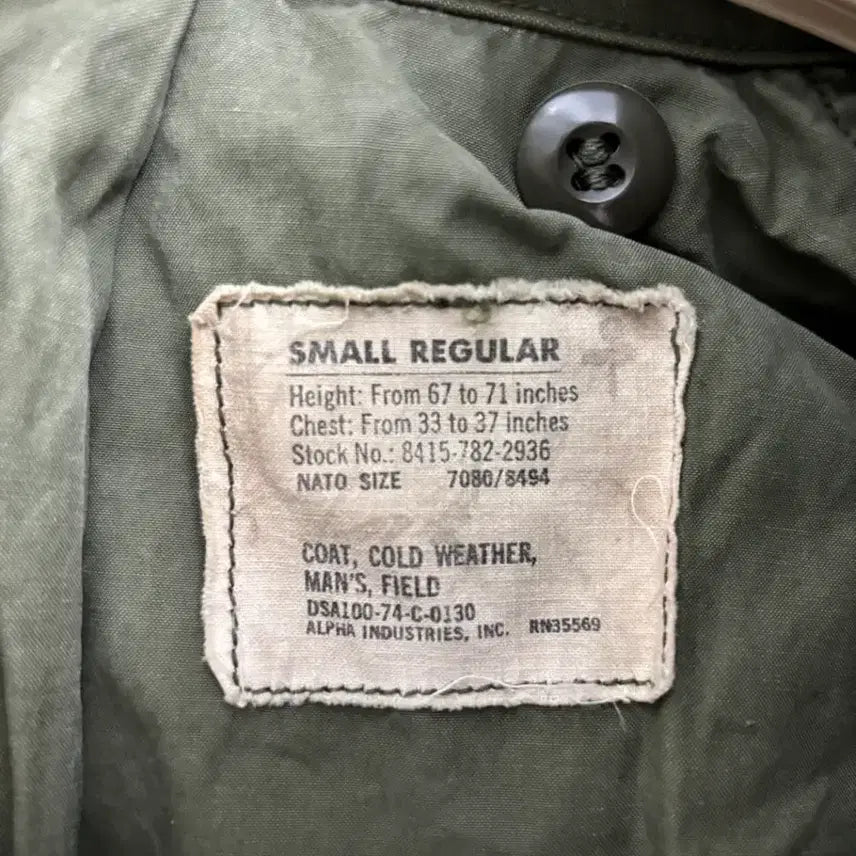 SMALL REGULAR
Height: From 67 to 71 inches
Chest: From 33 to 37 inches
Stock No.: 8415-782-2936
NATO SIZE 7080/8494
COAT, COLD WEATHER,
MAN'S, FIELD
DSA100-74-C-0130
ALPHA INDUSTRIES, INC. RN35569